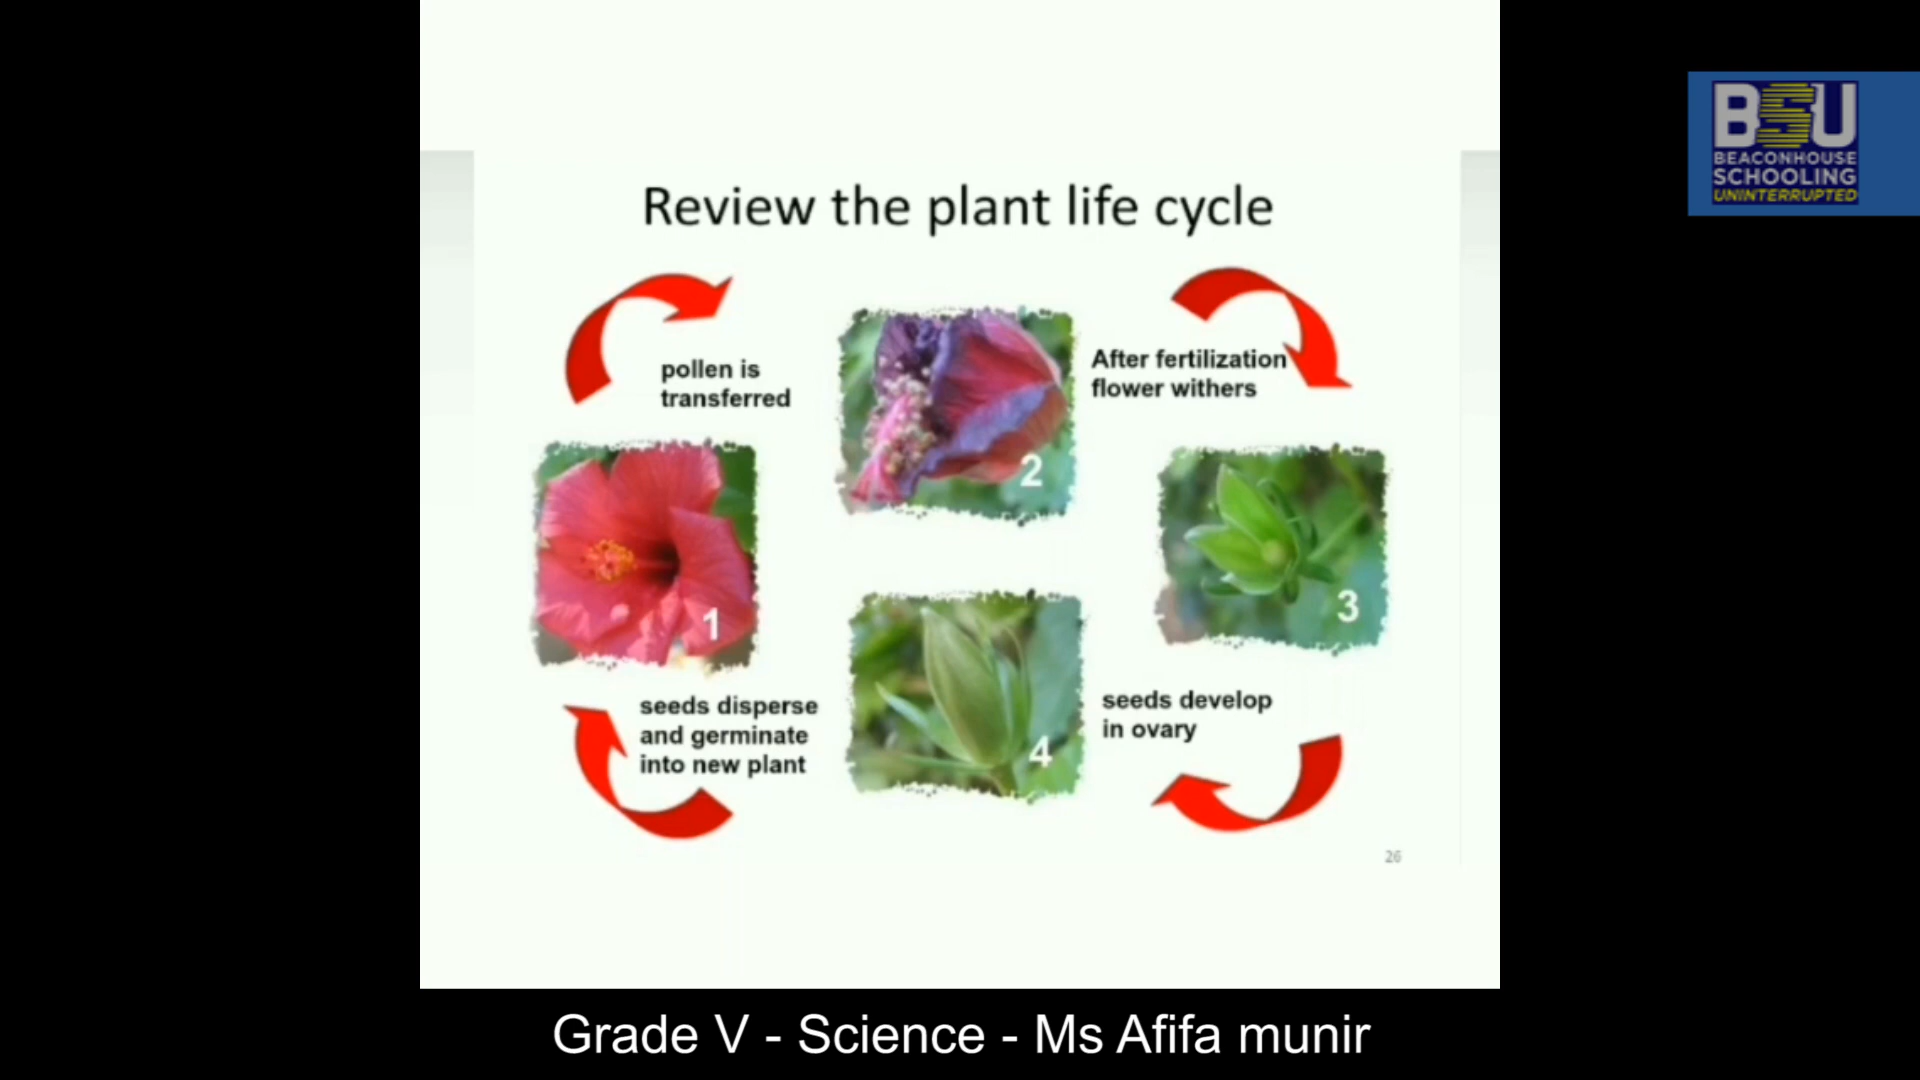 Review the plant life cycle
pollen is
transferred
After fertilization
flower withers
2
1
3
seeds disperse
and germinate
into new plant
4
seeds develop
in ovary
26
BSU
BEACONHOUSE
SCHOOLING
UNINTERRUPTED
Grade V - Science - Ms Afifa munir